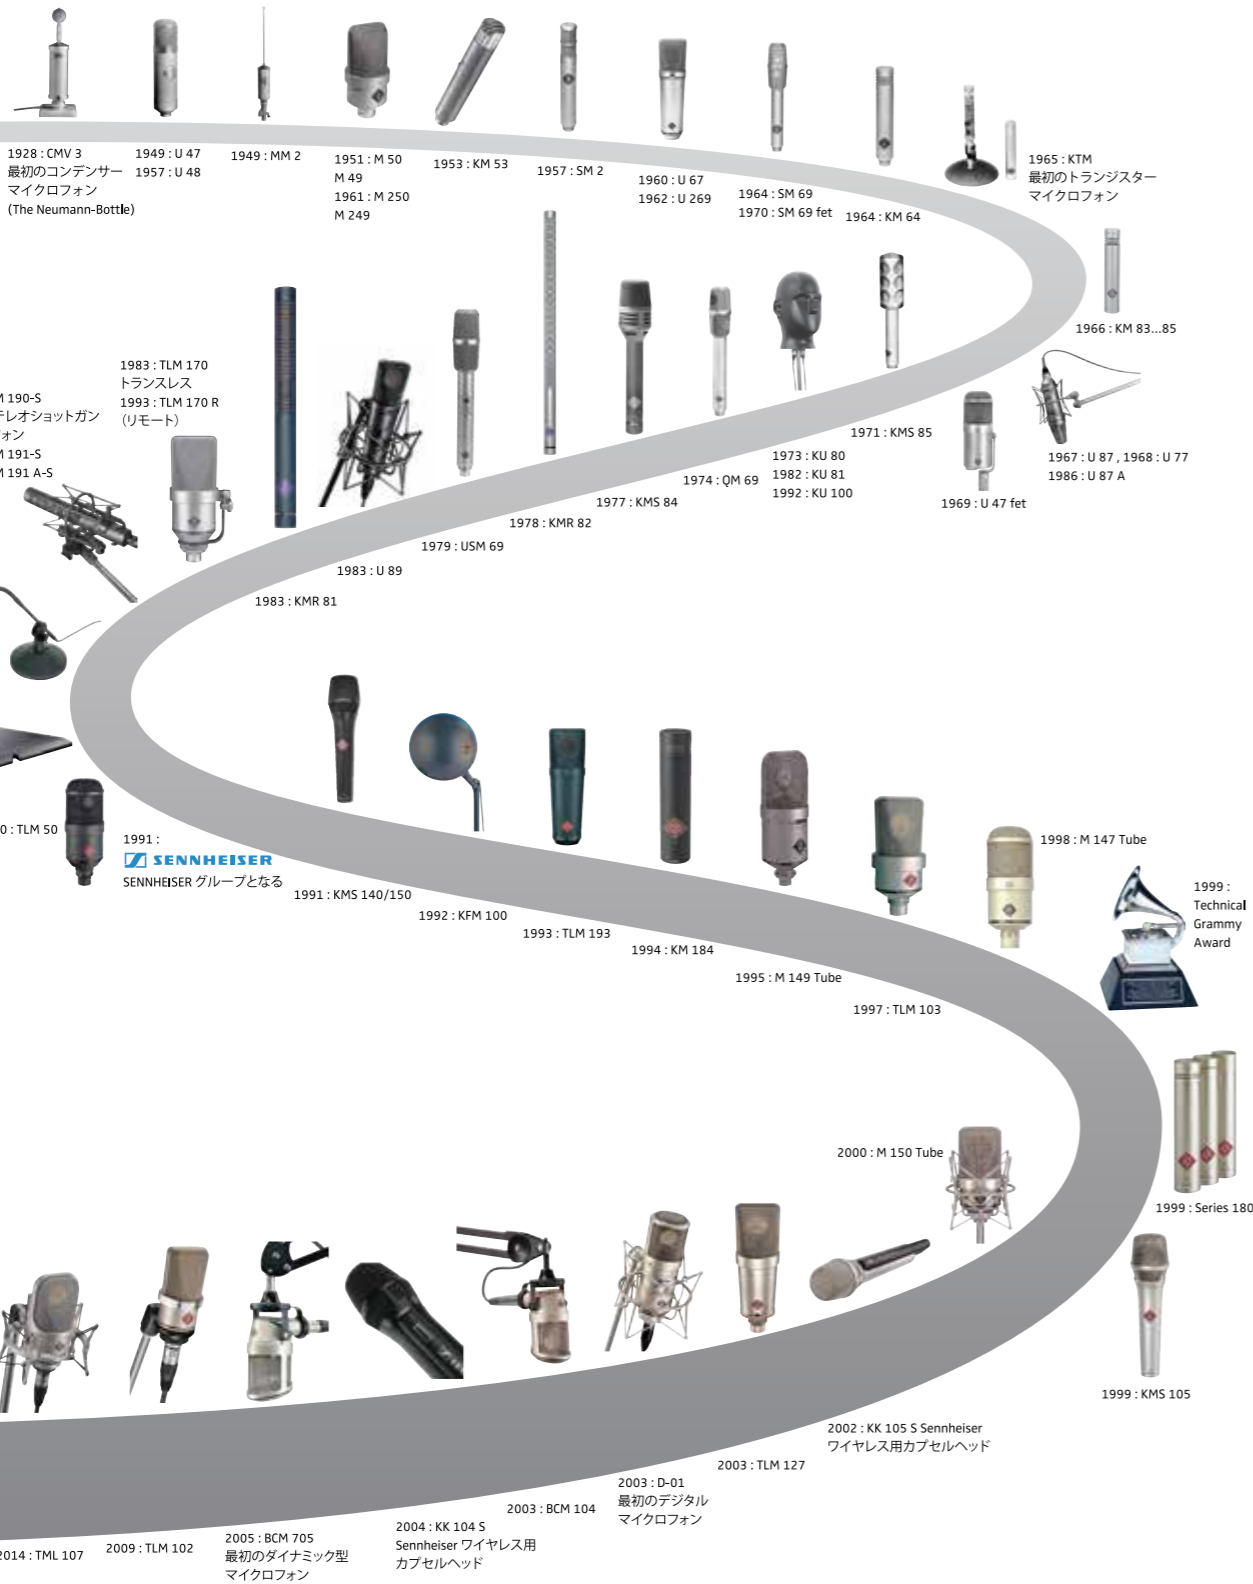 1928 : CMV 3
最初のコンデンサー
マイクロフォン
(The Neumann-Bottle)
1949 : U 47
1957 : U 48
1949 : MM 2
1951 : M 50
M 49
1961 : M 250
M 249
1953 : KM 53
1957 : SM 2
1960 : U 67
1962 : U 269
1964 : SM 69
1970 : SM 69 fet
1964 : KM 64
1965 : KTM
最初のトランジスター
マイクロフォン
1966 : KM 83...85
1967 : U 87 , 1968 : U 77
1986 : U 87 A
1969 : U 47 fet
1971 : KMS 85
1973 : KU 80
1982 : KU 81
1992 : KU 100
1974 : QM 69
1977 : KMS 84
1978 : KMR 82
1979 : USM 69
1983 : U 89
1983 : KMR 81
1983 : TLM 170
トランスレス
1993 : TLM 170 R
(リモート)
M 190-S
テレオショットガン
フォン
M 191-S
M 191 A-S
0 : TLM 50
1991 :
SENNHEISER
SENNHEISER グループとなる
1991 : KMS 140/150
1992 : KFM 100
1993 : TLM 193
1994 : KM 184
1995 : M 149 Tube
1997 : TLM 103
1998 : M 147 Tube
1999 :
Technical
Grammy
Award
1999 : Series 180
1999 : KMS 105
2000 : M 150 Tube
2002 : KK 105 S Sennheiser
ワイヤレス用カプセルヘッド
2003 : TLM 127
2003 : D-01
最初のデジタル
マイクロフォン
2003 : BCM 104
2004 : KK 104 S
Sennheiser ワイヤレス用
カプセルヘッド
2005 : BCM 705
最初のダイナミック型
マイクロフォン
2009 : TLM 102
2014 : TML 107